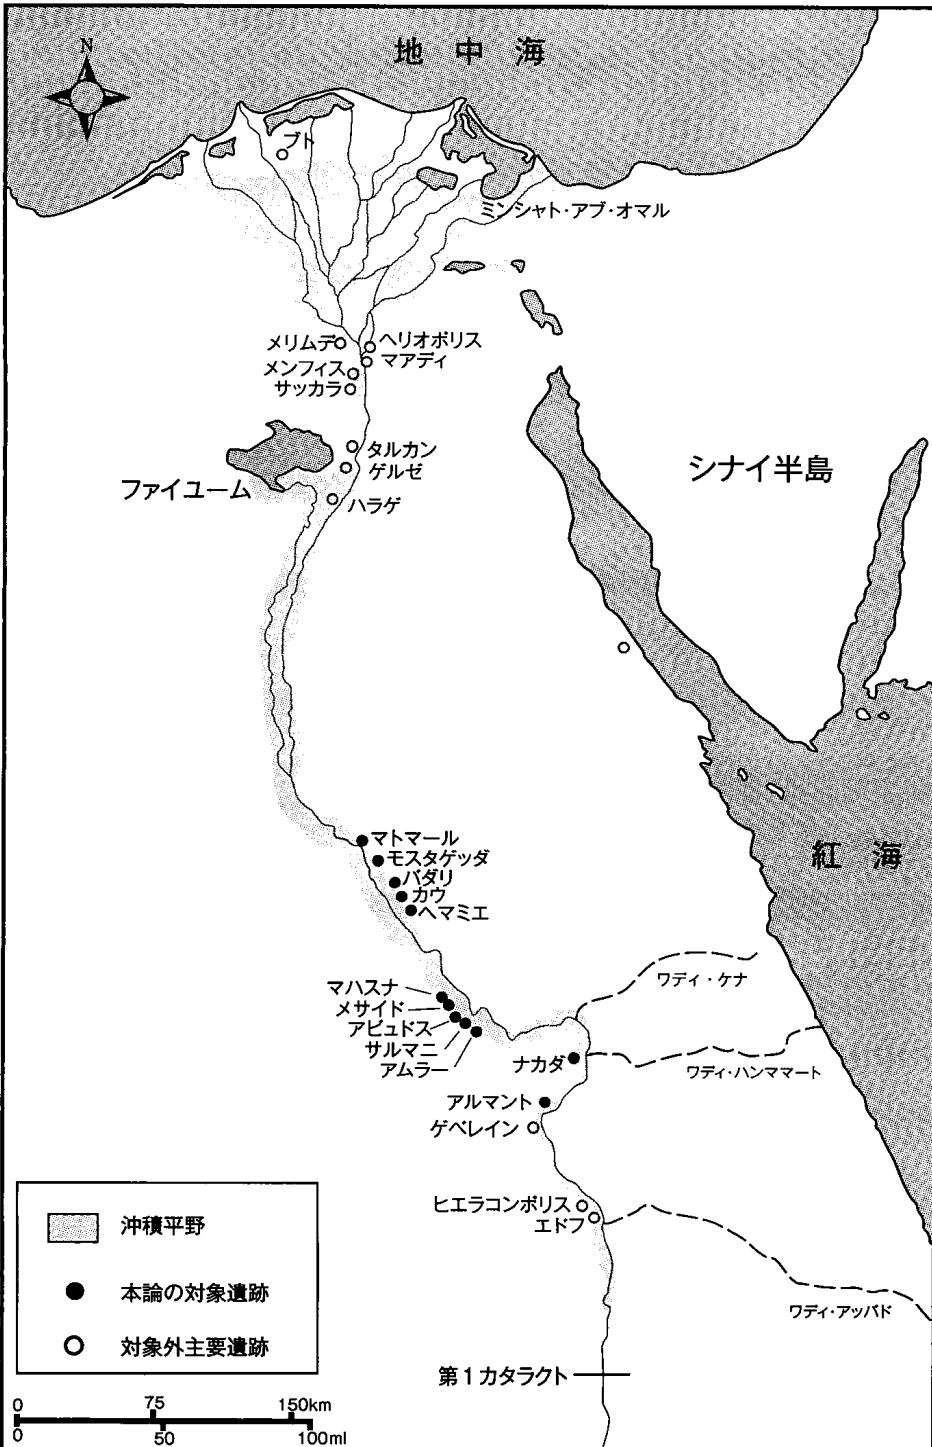 地中海
N
ブト
ミンシャト・アブ・オマル
メリムデ
ヘリオポリス
マアディ
メンフィス
サッカラ
タルカン
ゲルゼ
ファイユーム
ハラゲ
シナイ半島
マトマール
モスタゲッダ
バダリ
カウ
ヘマミエ
紅海
マハスナ
メサイド
アビュドス
サルマニ
アムラー
ワディ・ケナ
ナカダ
ワディ・ハンママート
アルマント
ゲベレイン
ヒエラコンポリス
エドフ
ワディ・アッバド
第1カタラクト
沖積平野
本論の対象遺跡
対象外主要遺跡
0 75 150km
0 50 100ml